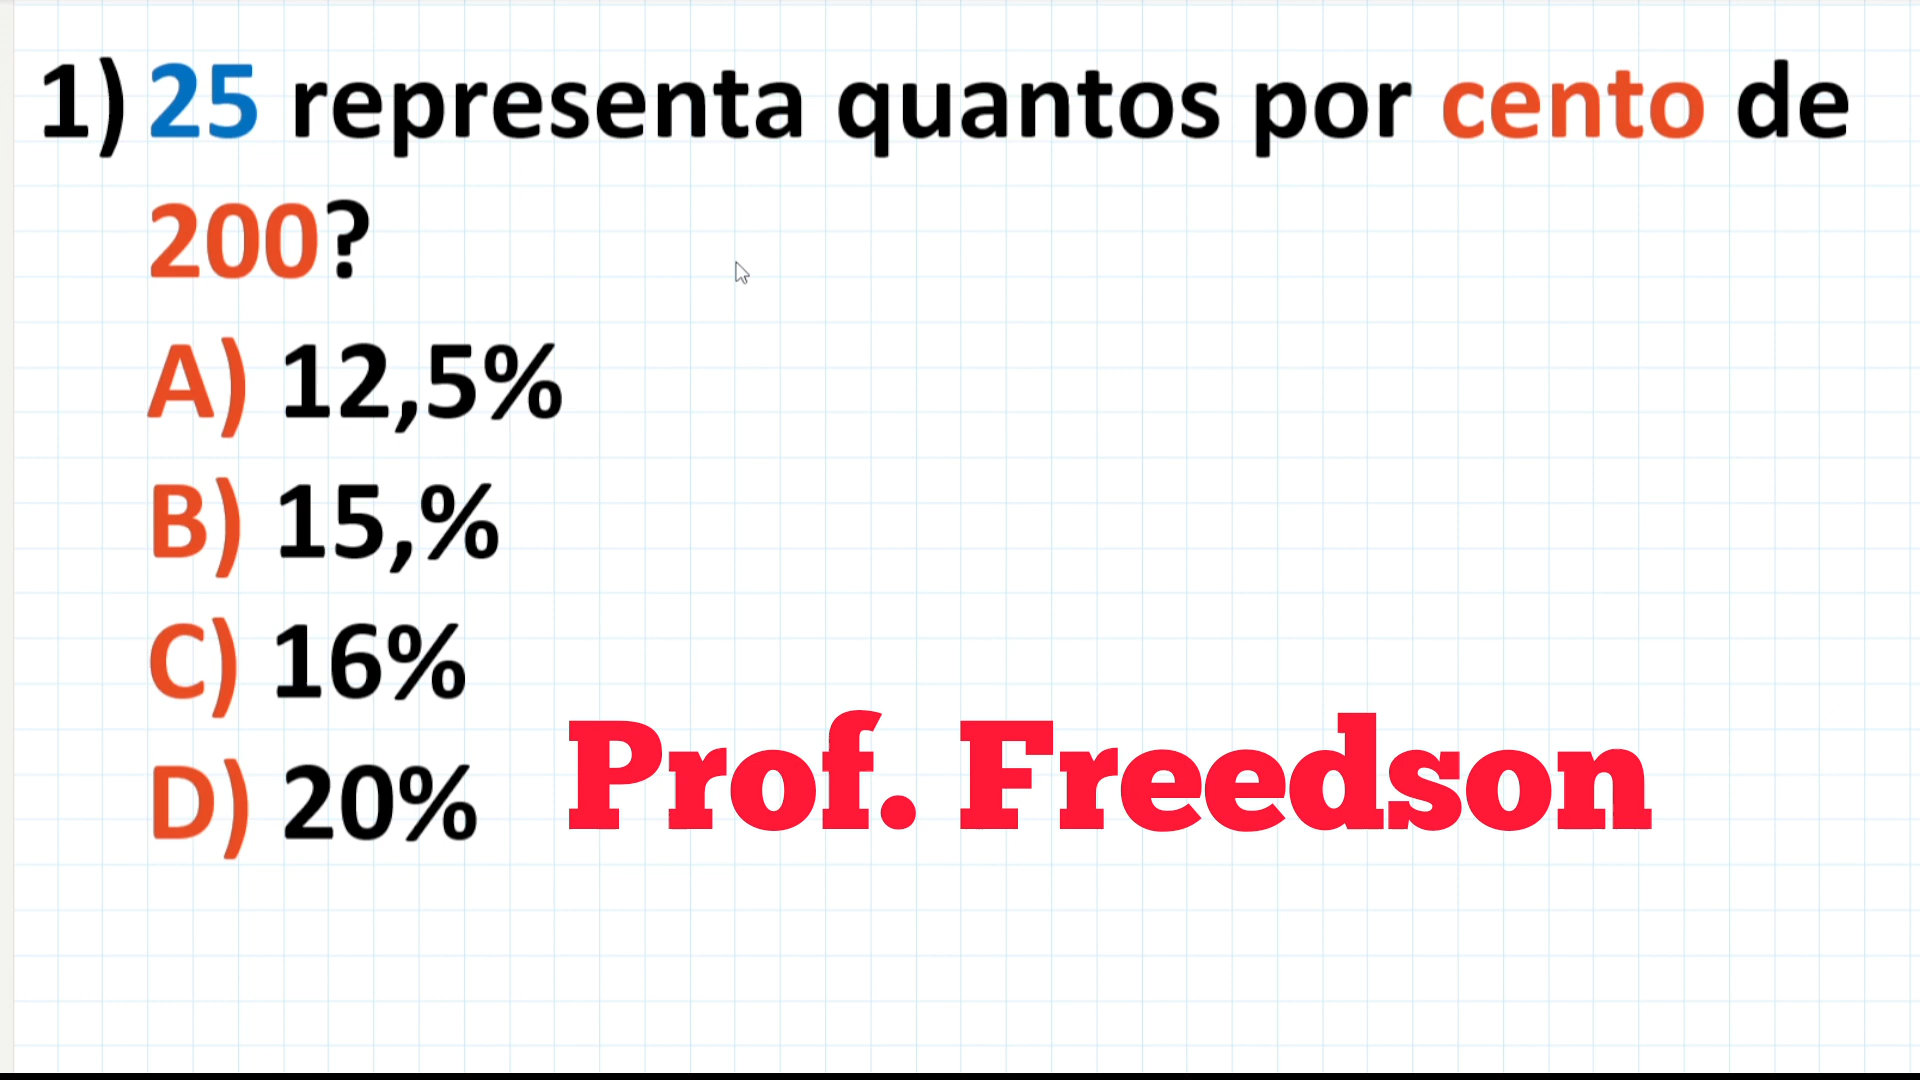 1) 25 representa quantos por cento de
200?
A) 12,5%
B) 15,%
C) 16%
D) 20%
Prof. Freedson